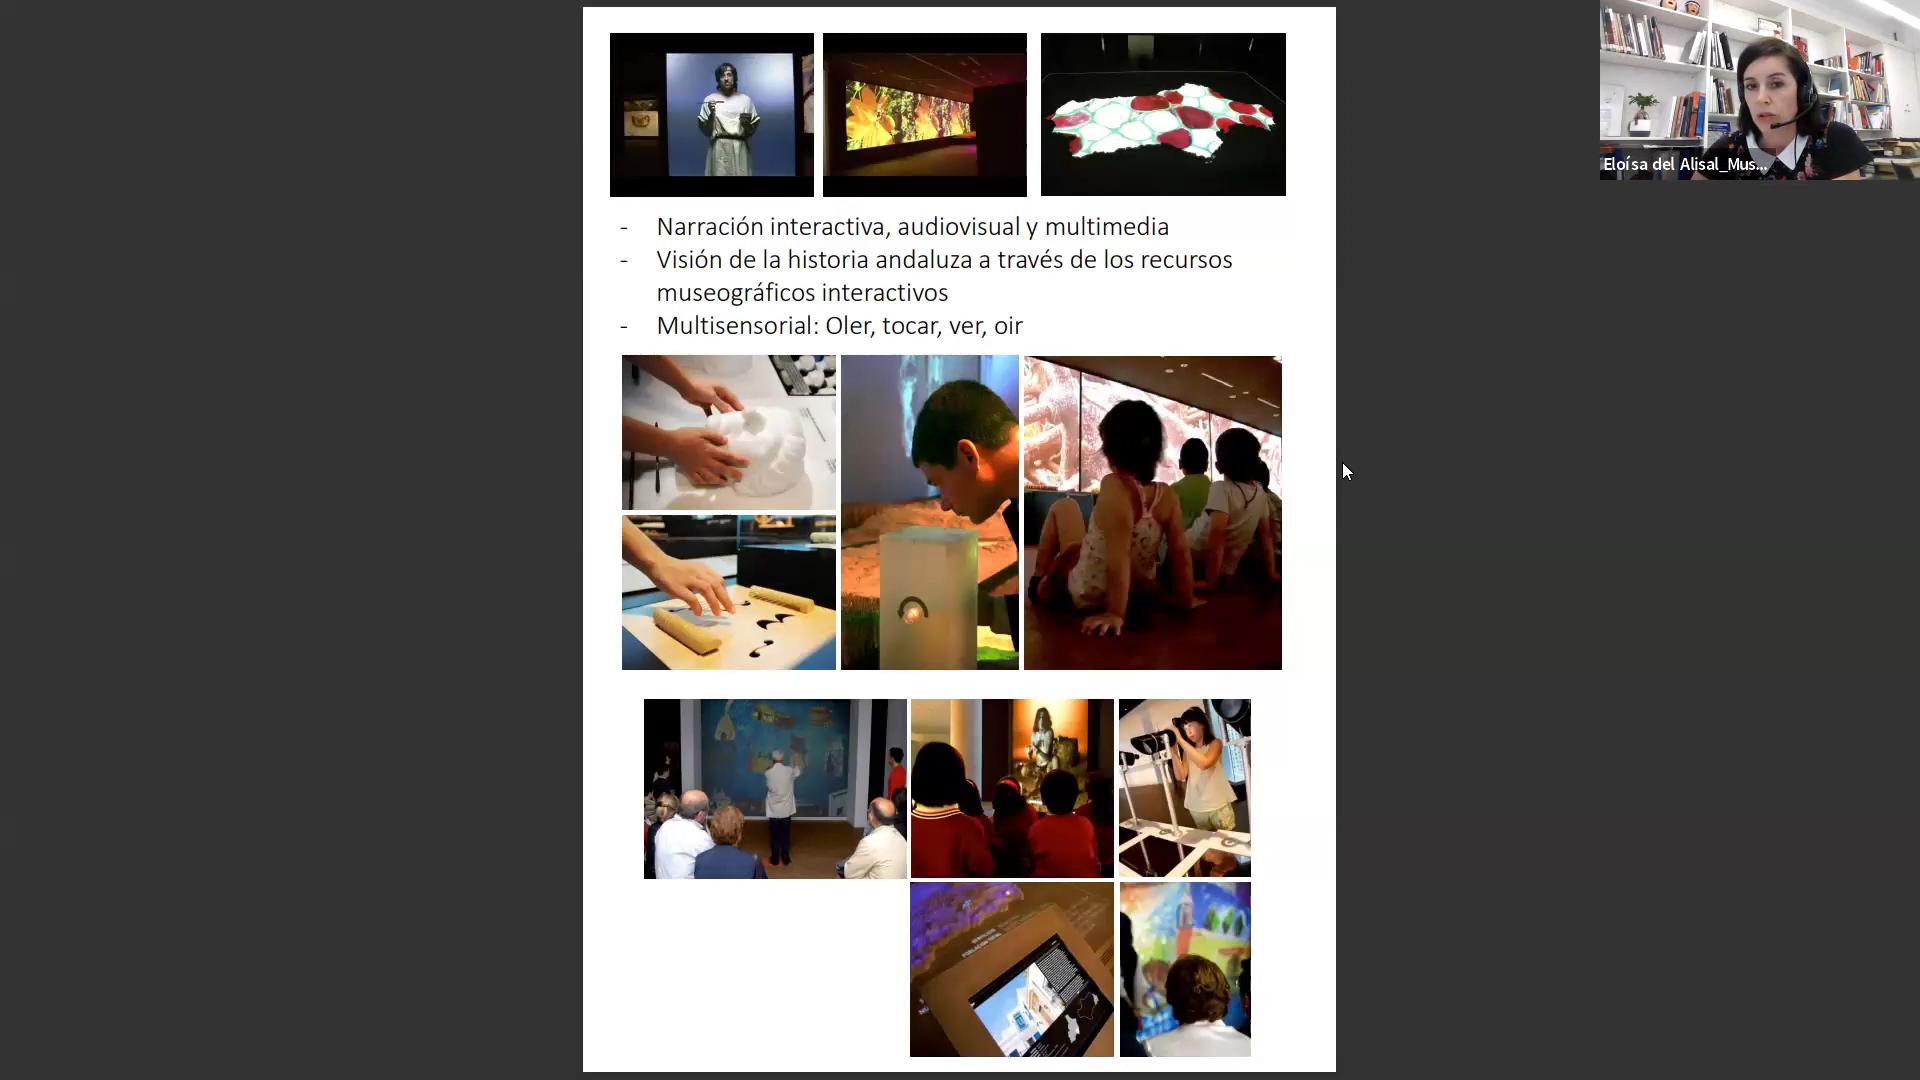 Eloísa del Alisal_Mus...
- Narración interactiva, audiovisual y multimedia
- Visión de la historia andaluza a través de los recursos
museográficos interactivos
- Multisensorial: Oler, tocar, ver, oir